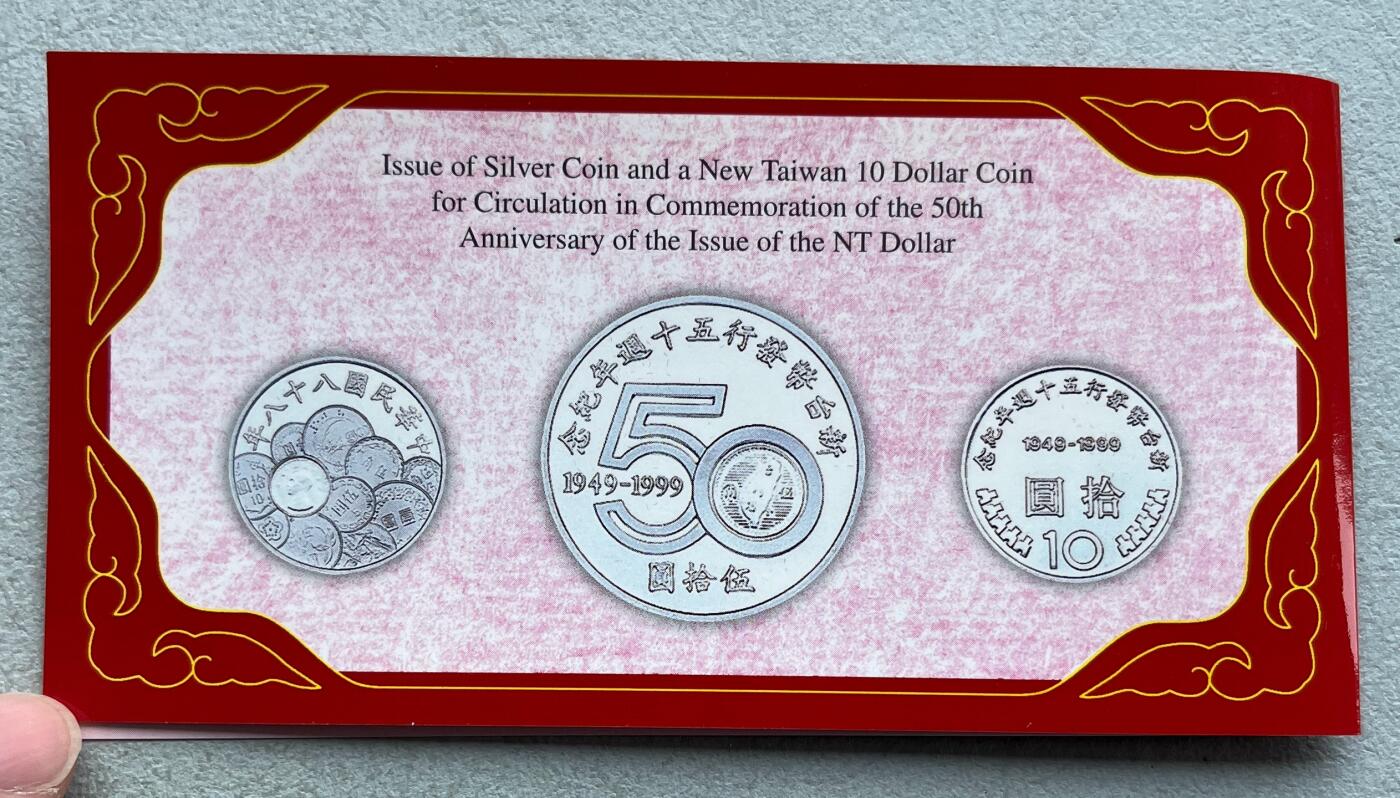 Issue of Silver Coin and a New Taiwan 10 Dollar Coin
for Circulation in Commemoration of the 50th
Anniversary of the Issue of the NT Dollar
中華民國八十八年
拾圓
10
新台幣發行五十週年紀念
50
1949-1999
伍拾圓
新台幣發行五十週年紀念
1949-1999
拾圓
10